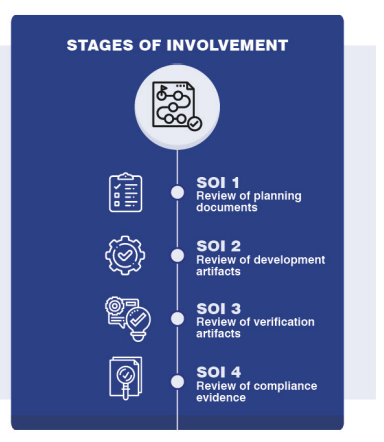 STAGES OF INVOLVEMENT
SOI 1
Review of planning
documents
SOI 2
Review of development
artifacts
SOI 3
Review of verification
artifacts
SOI 4
Review of compliance
evidence